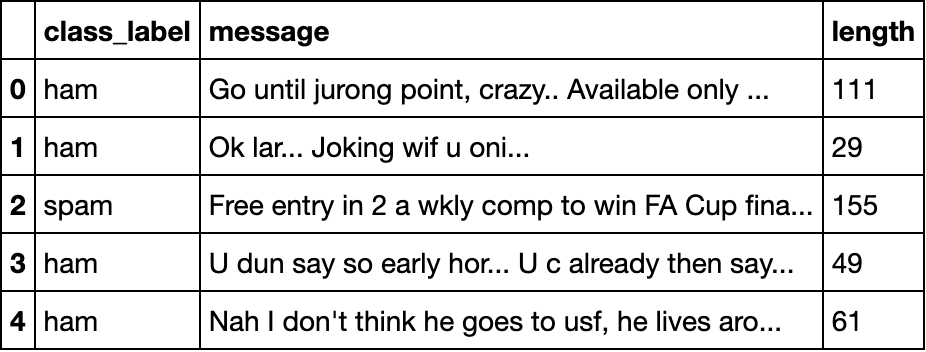 class_label message length
0 ham Go until jurong point, crazy.. Available only ... 111
1 ham Ok lar... Joking wif u oni... 29
2 spam Free entry in 2 a wkly comp to win FA Cup fina... 155
3 ham U dun say so early hor... U c already then say... 49
4 ham Nah I don't think he goes to usf, he lives aro... 61